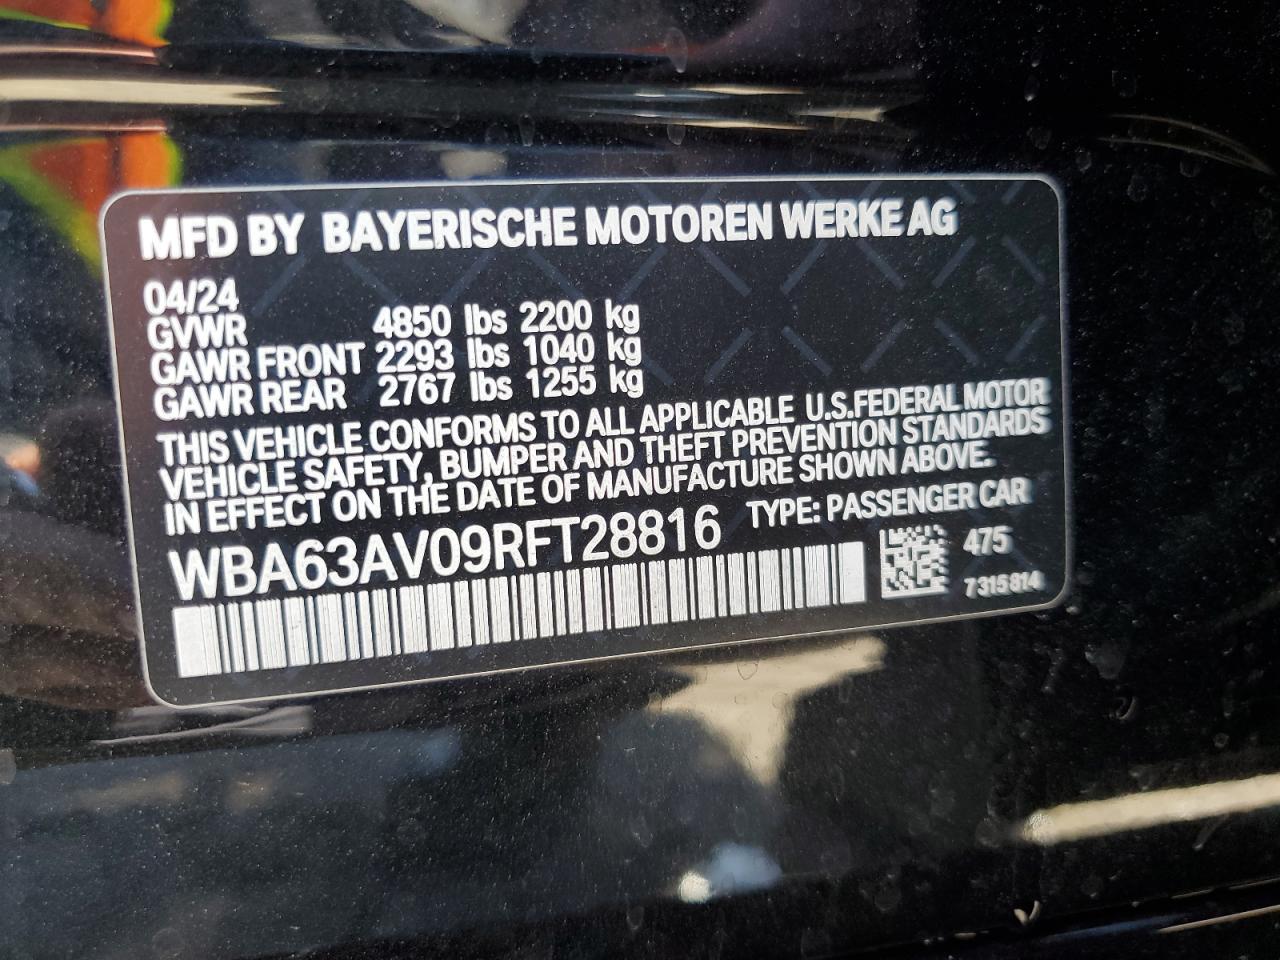 MFD BY BAYERISCHE MOTOREN WERKE AG
04/24
GVWR 4850 lbs 2200 kg
GAWR FRONT 2293 lbs 1040 kg
GAWR REAR 2767 lbs 1255 kg
THIS VEHICLE CONFORMS TO ALL APPLICABLE U.S.FEDERAL MOTOR
VEHICLE SAFETY, BUMPER AND THEFT PREVENTION STANDARDS
IN EFFECT ON THE DATE OF MANUFACTURE SHOWN ABOVE.
WBA63AV09RFT28816 TYPE: PASSENGER CAR
475
7315814